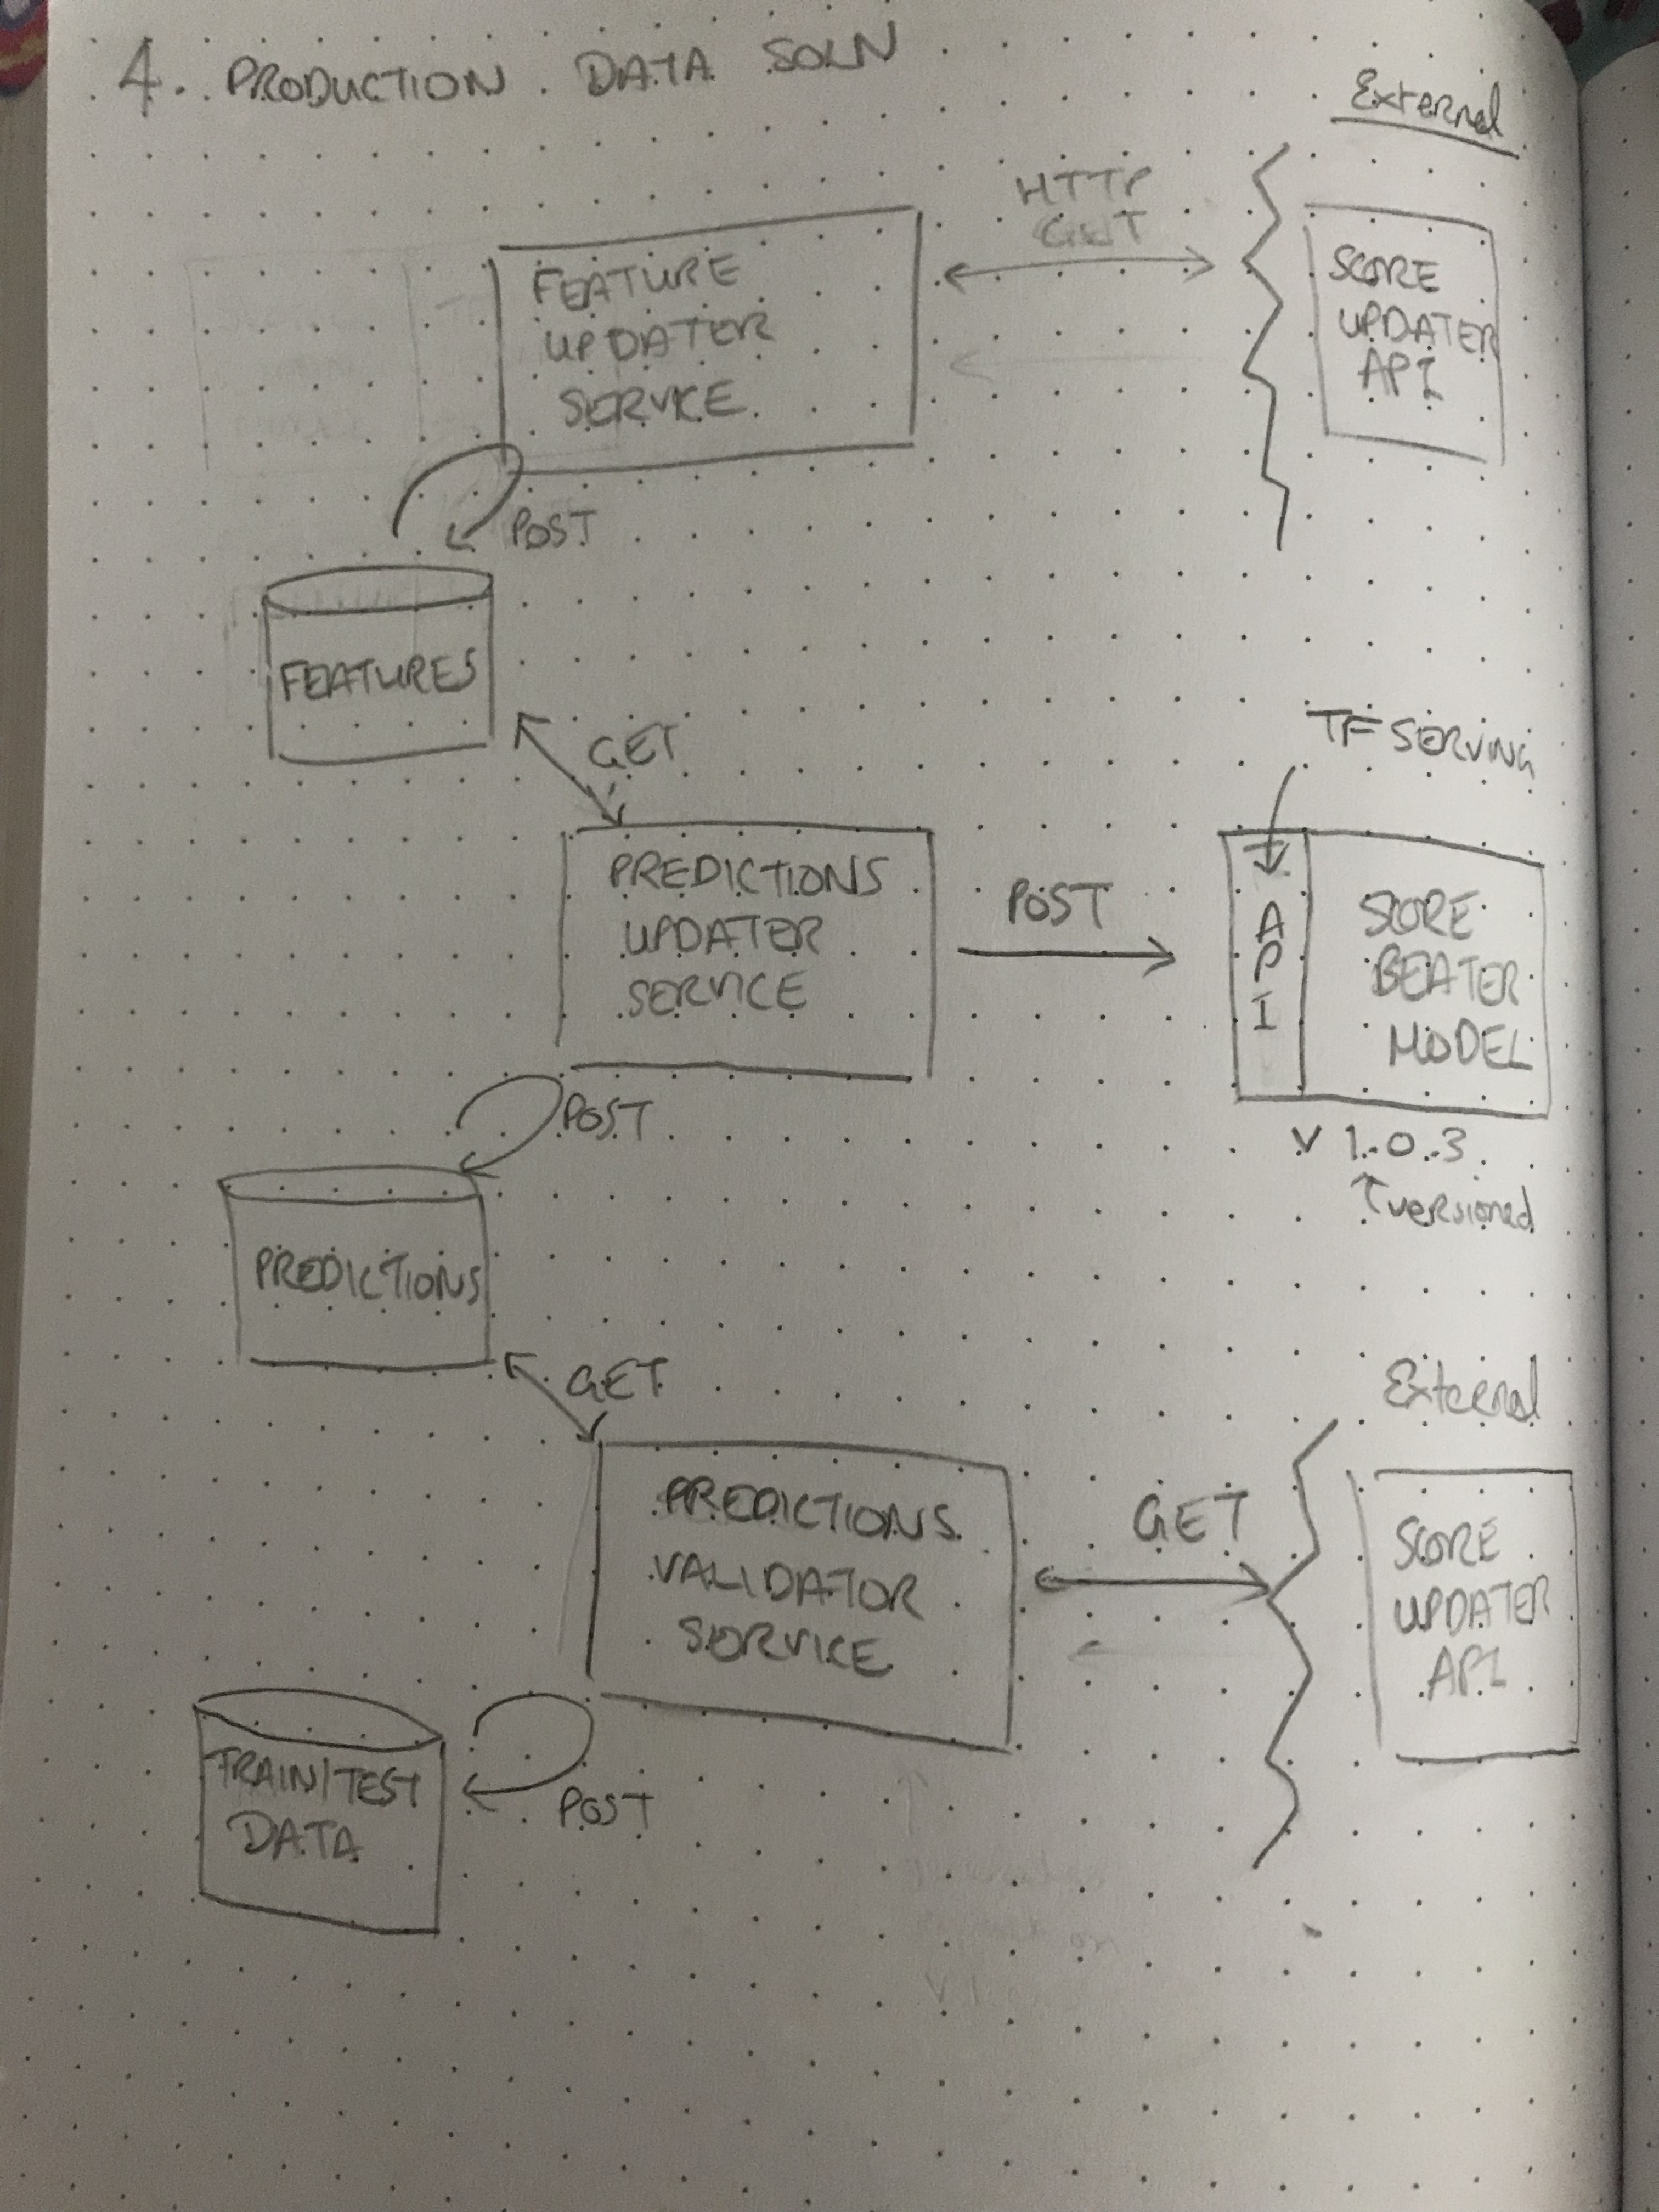 4. PRODUCTION DATA SOLN
External
HTTP
GET
FEATURE
UPDATER
SERVICE
SCORE
UPDATER
API
POST
FEATURES
GET
TF SERVING
PREDICTIONS
UPDATER
SERVICE
POST
API
SCORE
BEATER
MODEL
POST
V 1.0.3
versioned
PREDICTIONS
GET
External
PREDICTIONS
VALIDATOR
SERVICE
GET
SCORE
UPDATER
API
TRAIN/TEST
DATA
POST